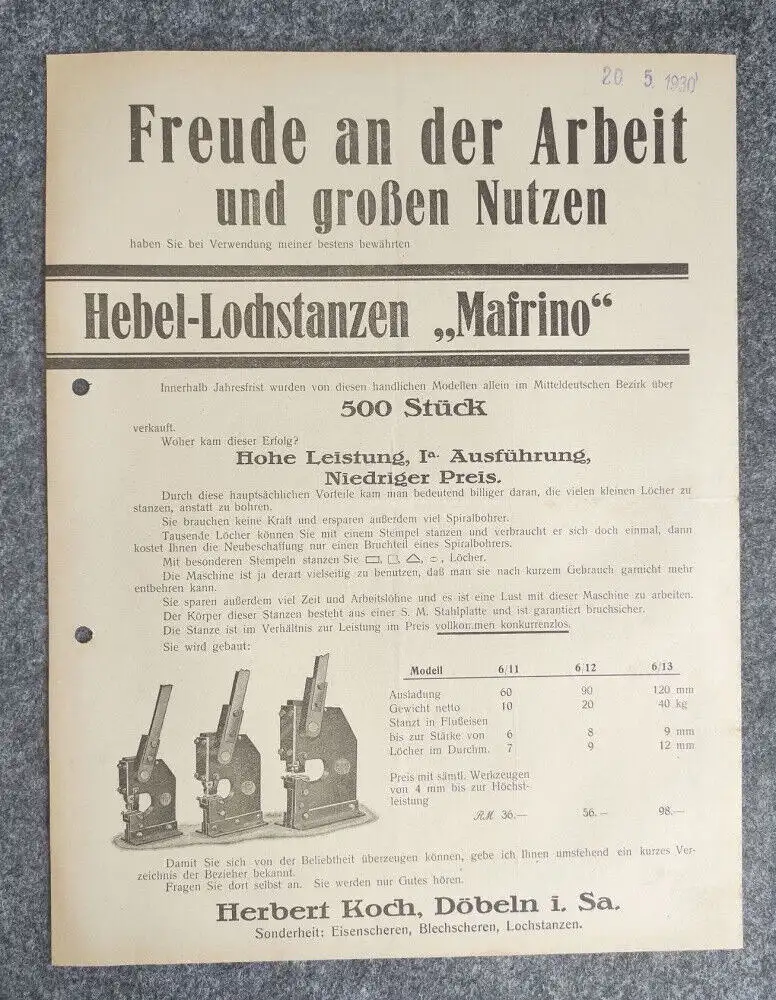 20. 5. 1930
Freude an der Arbeit
und großen Nutzen
haben Sie bei Verwendung meiner bestens bewährten
Hebel-Lochstanzen „Mafrino“
Innerhalb Jahresfrist wurden von diesen handlichen Modellen allein im Mitteldeutschen Bezirk über
500 Stück
verkauft.
Woher kam dieser Erfolg?
Hohe Leistung, Ia. Ausführung,
Niedriger Preis.
Durch diese hauptsächlichen Vorteile kam man bedeutend billiger daran, die vielen kleinen Löcher zu
stanzen, anstatt zu bohren.
Sie brauchen keine Kraft und ersparen außerdem viel Spiralbohrer.
Tausende Löcher können Sie mit einem Stempel stanzen und verbraucht er sich doch einmal, dann
kostet Ihnen die Neubeschaffung nur einen Bruchteil eines Spiralbohrers.
Mit besonderen Stempeln stanzen Sie ▭, □, △, ○, Löcher.
Die Maschine ist ja derart vielseitig zu benutzen, daß man sie nach kurzem Gebrauch garnicht mehr
entbehren kann.
Sie sparen außerdem viel Zeit und Arbeitslöhne und es ist eine Lust mit dieser Maschine zu arbeiten.
Der Körper dieser Stanzen besteht aus einer S. M. Stahlplatte und ist garantiert bruchsicher.
Die Stanze ist im Verhältnis zur Leistung im Preis vollkommen konkurrenzlos.
Sie wird gebaut:
Modell 6/11 6/12 6/13
Ausladung 60 90 120 mm
Gewicht netto 10 20 40 kg
Stanzt in Flußeisen
bis zur Stärke von 6 8 9 mm
Löcher im Durchm. 7 9 12 mm
Preis mit sämtl. Werkzeugen
von 4 mm bis zur Höchst-
leistung
RM 36.— 56.— 98.—
Damit Sie sich von der Beliebtheit überzeugen können, gebe ich Ihnen umstehend ein kurzes Ver-
zeichnis der Bezieher bekannt.
Fragen Sie dort selbst an. Sie werden nur Gutes hören.
Herbert Koch, Döbeln i. Sa.
Sonderheit: Eisenscheren, Blechscheren, Lochstanzen.